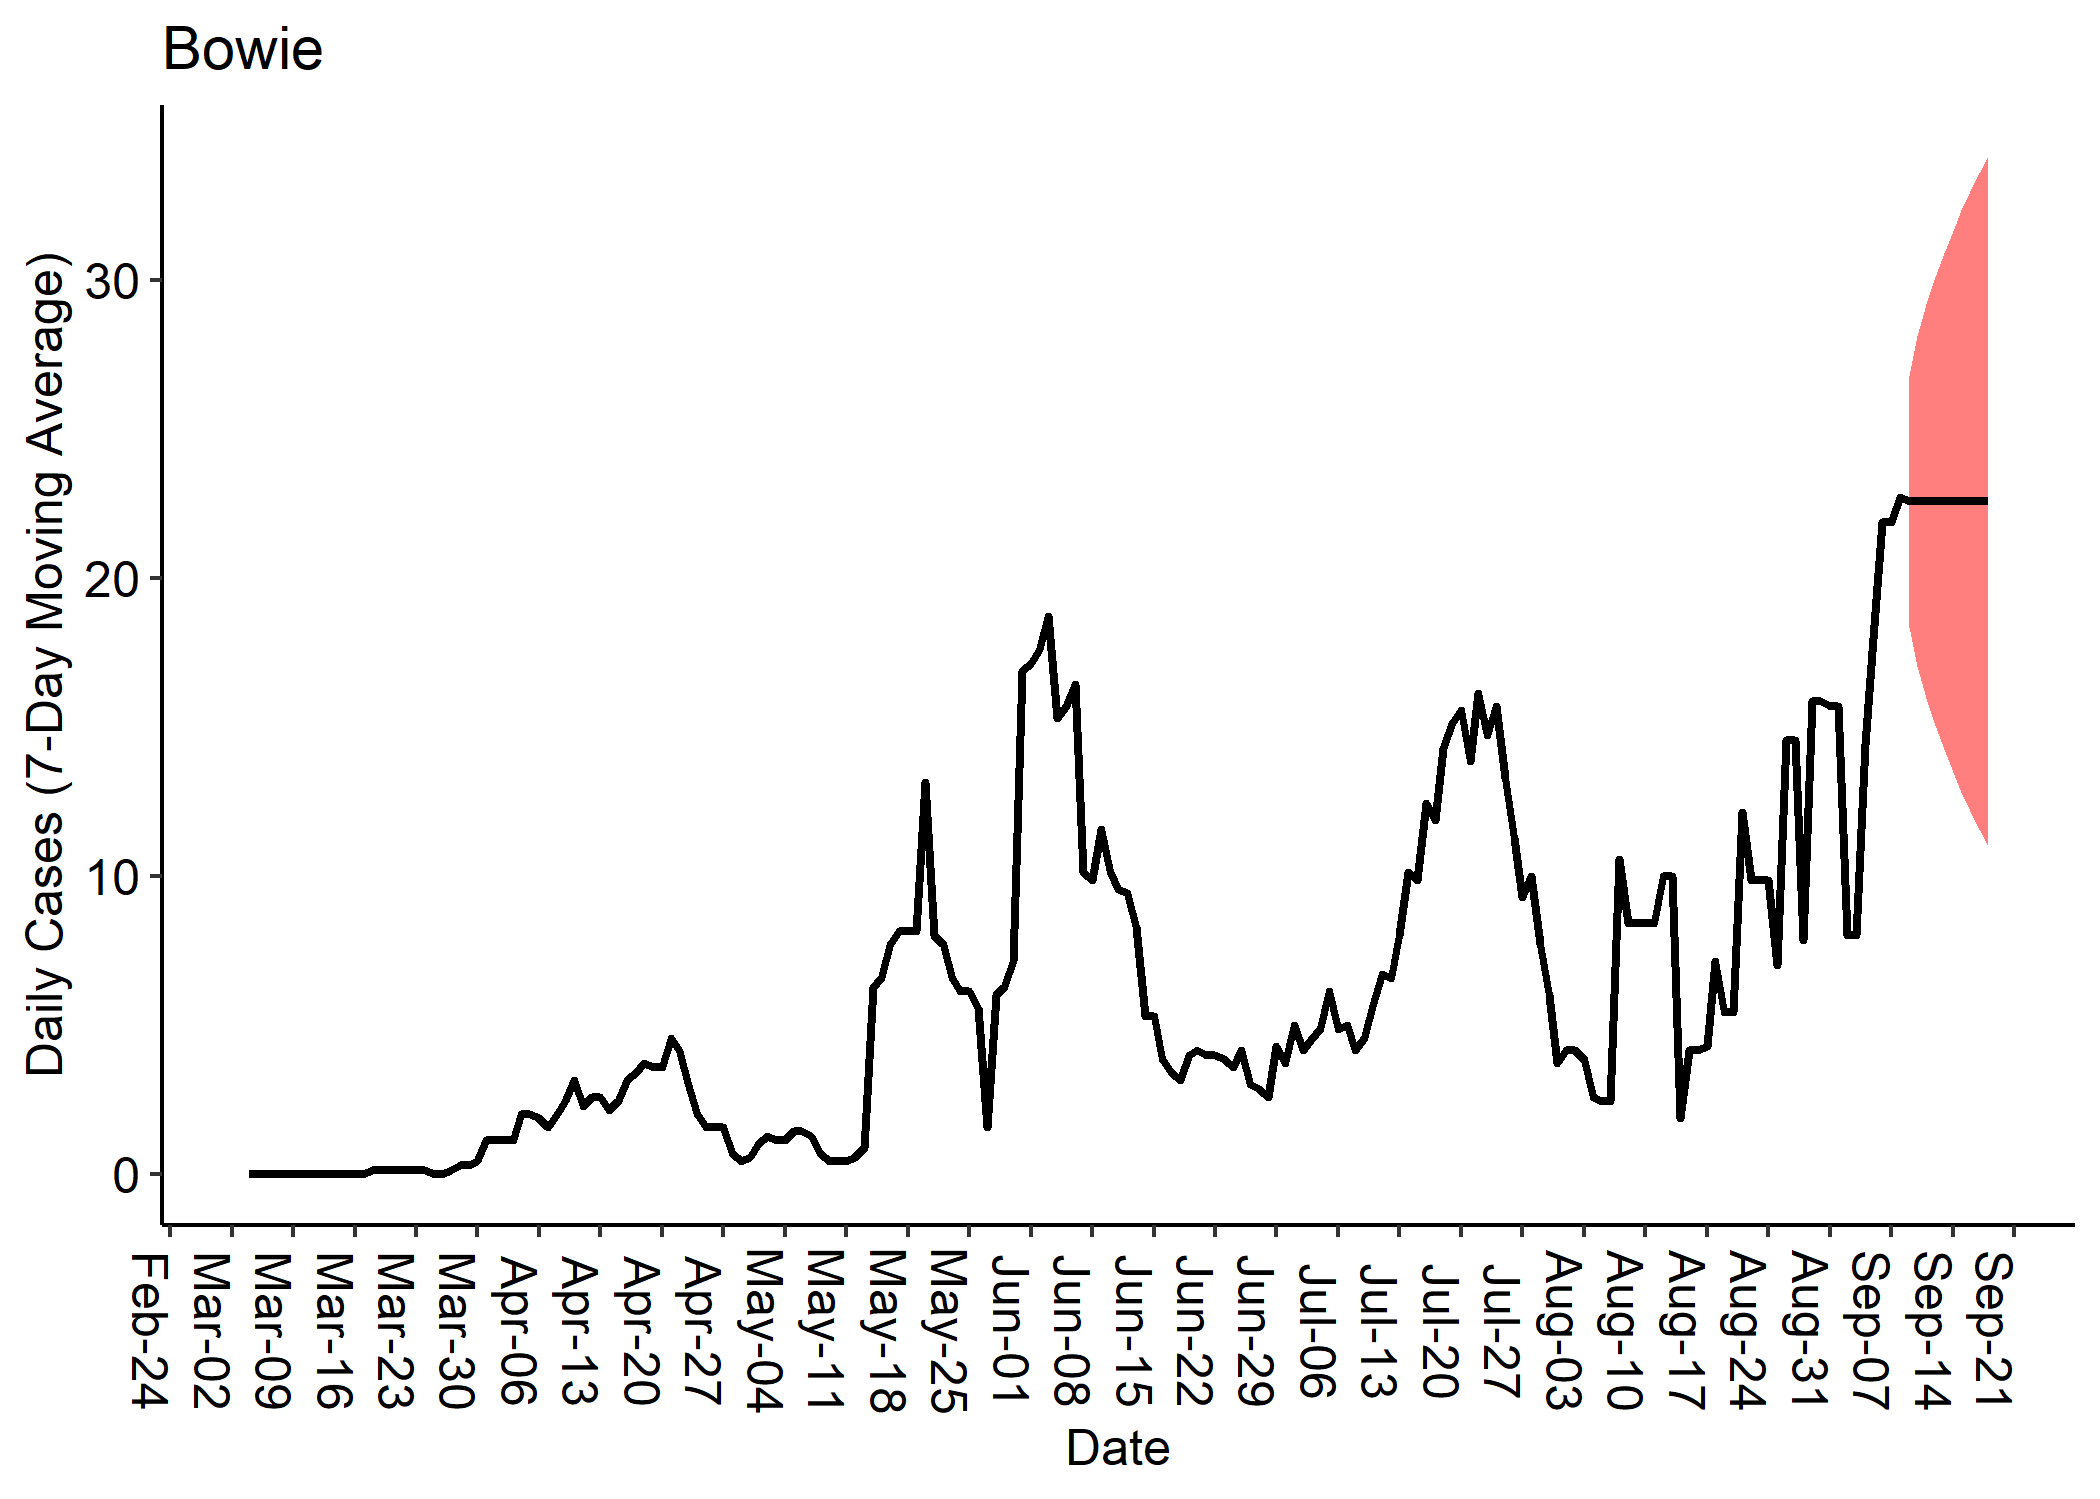 Bowie
Daily Cases (7-Day Moving Average)
30
20
10
0
Feb-24
Mar-02
Mar-09
Mar-16
Mar-23
Mar-30
Apr-06
Apr-13
Apr-20
Apr-27
May-04
May-11
May-18
May-25
Jun-01
Jun-08
Jun-15
Jun-22
Jun-29
Jul-06
Jul-13
Jul-20
Jul-27
Aug-03
Aug-10
Aug-17
Aug-24
Aug-31
Sep-07
Sep-14
Sep-21
Date